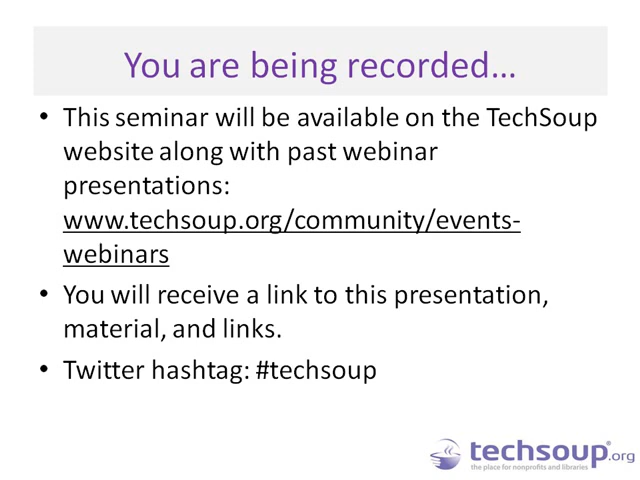 You are being recorded…
• This seminar will be available on the TechSoup
website along with past webinar
presentations:
www.techsoup.org/community/events-
webinars
• You will receive a link to this presentation,
material, and links.
• Twitter hashtag: #techsoup
techsoup®.org
the place for nonprofits and libraries